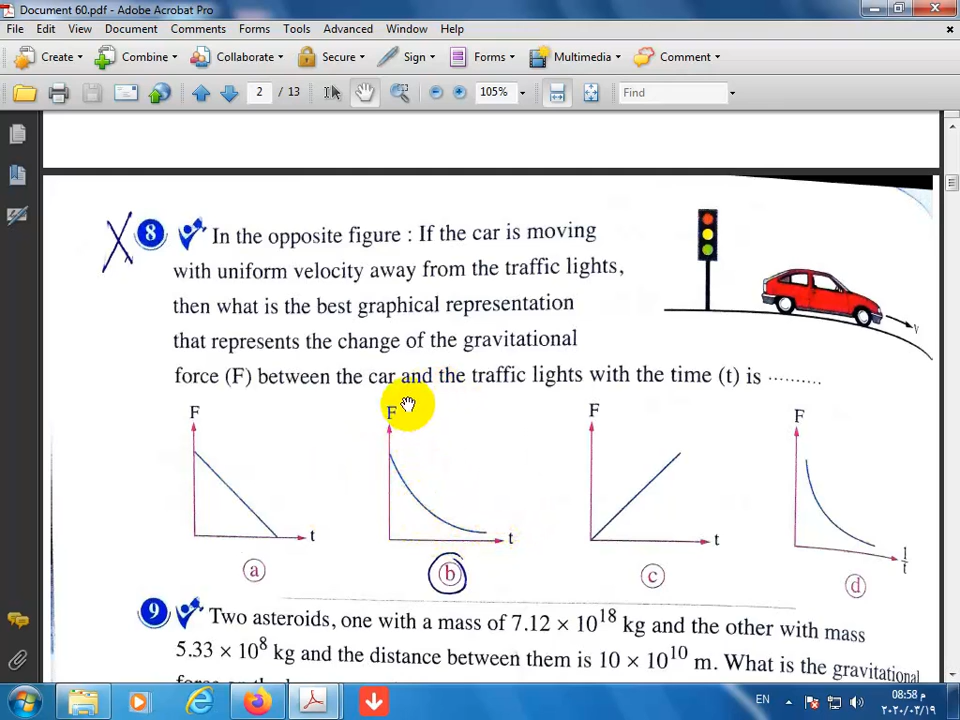 Document 60.pdf - Adobe Acrobat Pro
File Edit View Document Comments Forms Tools Advanced Window Help
Create Combine Collaborate Secure Sign Forms Multimedia Comment
2 / 13 105% Find
8 In the opposite figure : If the car is moving
with uniform velocity away from the traffic lights,
then what is the best graphical representation
that represents the change of the gravitational
force (F) between the car and the traffic lights with the time (t) is ..........
v
F F F F
t t t 1/t
a b c d
9 Two asteroids, one with a mass of 7.12 × 10¹⁸ kg and the other with mass
5.33 × 10⁸ kg and the distance between them is 10 × 10¹⁰ m. What is the gravitational
EN
08:58 م
٢٠٢٠/٠٣/١٩